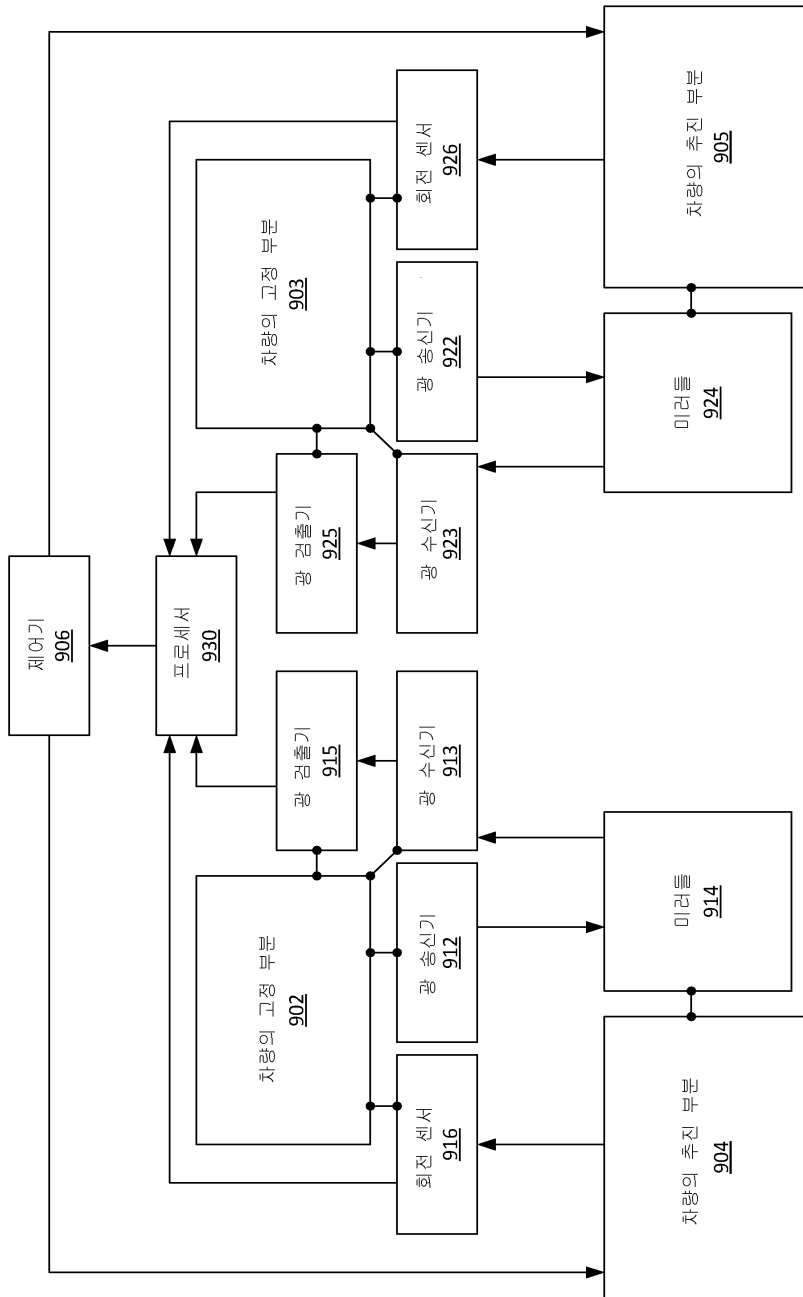 제어기
906
프로세서
930
차량의 고정 부분
902
차량의 고정 부분
903
광 검출기
915
광 검출기
925
회전 센서
916
광 송신기
912
광 수신기
913
광 수신기
923
광 송신기
922
회전 센서
926
차량의 추진 부분
904
미러들
914
미러들
924
차량의 추진 부분
905